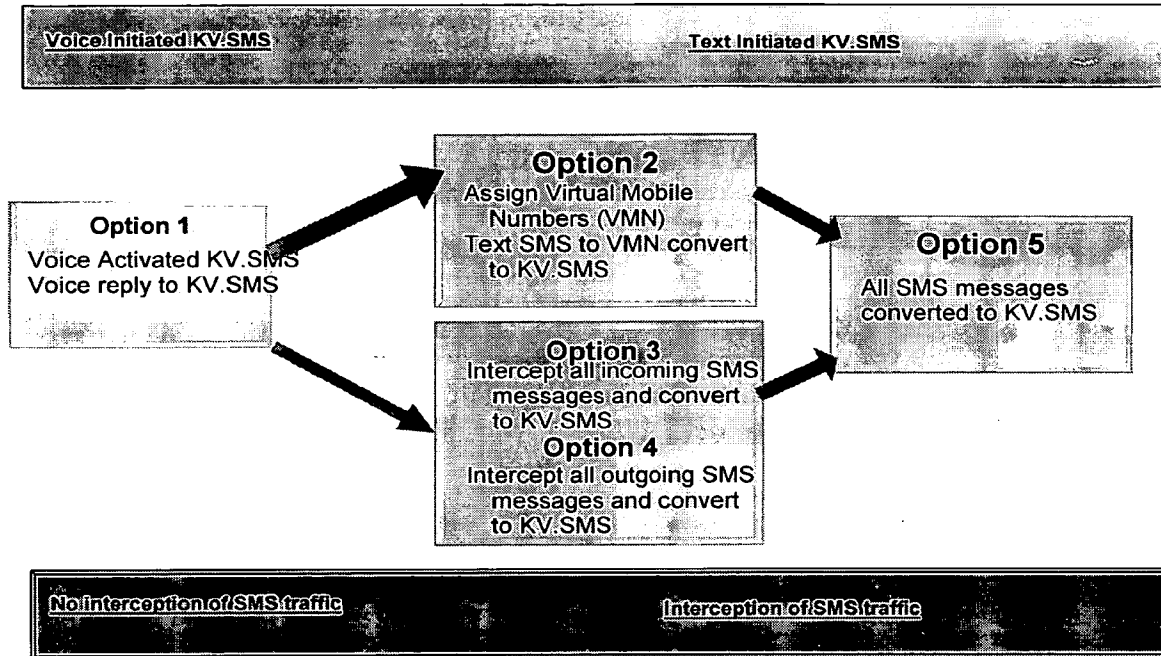 Voice Initiated KV.SMS
Text Initiated KV.SMS
Option 1
Voice Activated KV.SMS
Voice reply to KV.SMS
Option 2
Assign Virtual Mobile
Numbers (VMN)
Text SMS to VMN convert
to KV.SMS
Option 3
Intercept all incoming SMS
messages and convert
to KV.SMS
Option 4
Intercept all outgoing SMS
messages and convert
to KV.SMS
Option 5
All SMS messages
converted to KV.SMS
No interception of SMS traffic
Interception of SMS traffic